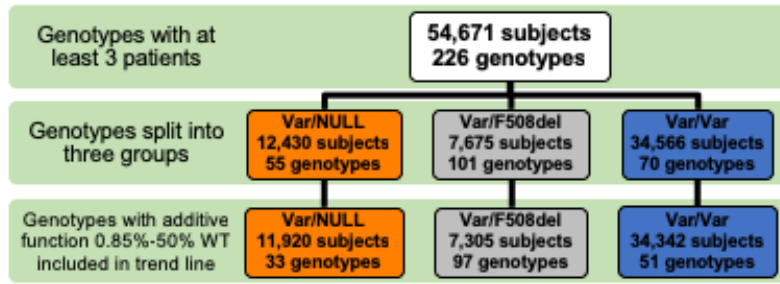 Genotypes with at
least 3 patients
54,671 subjects
226 genotypes
Genotypes split into
three groups
Var/NULL
12,430 subjects
55 genotypes
Var/F508del
7,675 subjects
101 genotypes
Var/Var
34,566 subjects
70 genotypes
Genotypes with additive
function 0.85%-50% WT
included in trend line
Var/NULL
11,920 subjects
33 genotypes
Var/F508del
7,305 subjects
97 genotypes
Var/Var
34,342 subjects
51 genotypes